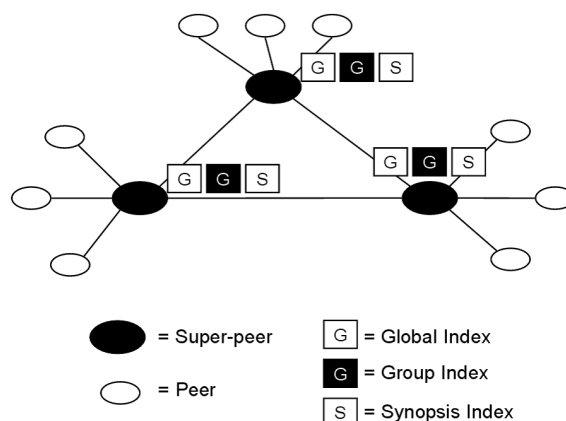 G G S
G G S
G G S
= Super-peer
= Peer
G = Global Index
G = Group Index
S = Synopsis Index